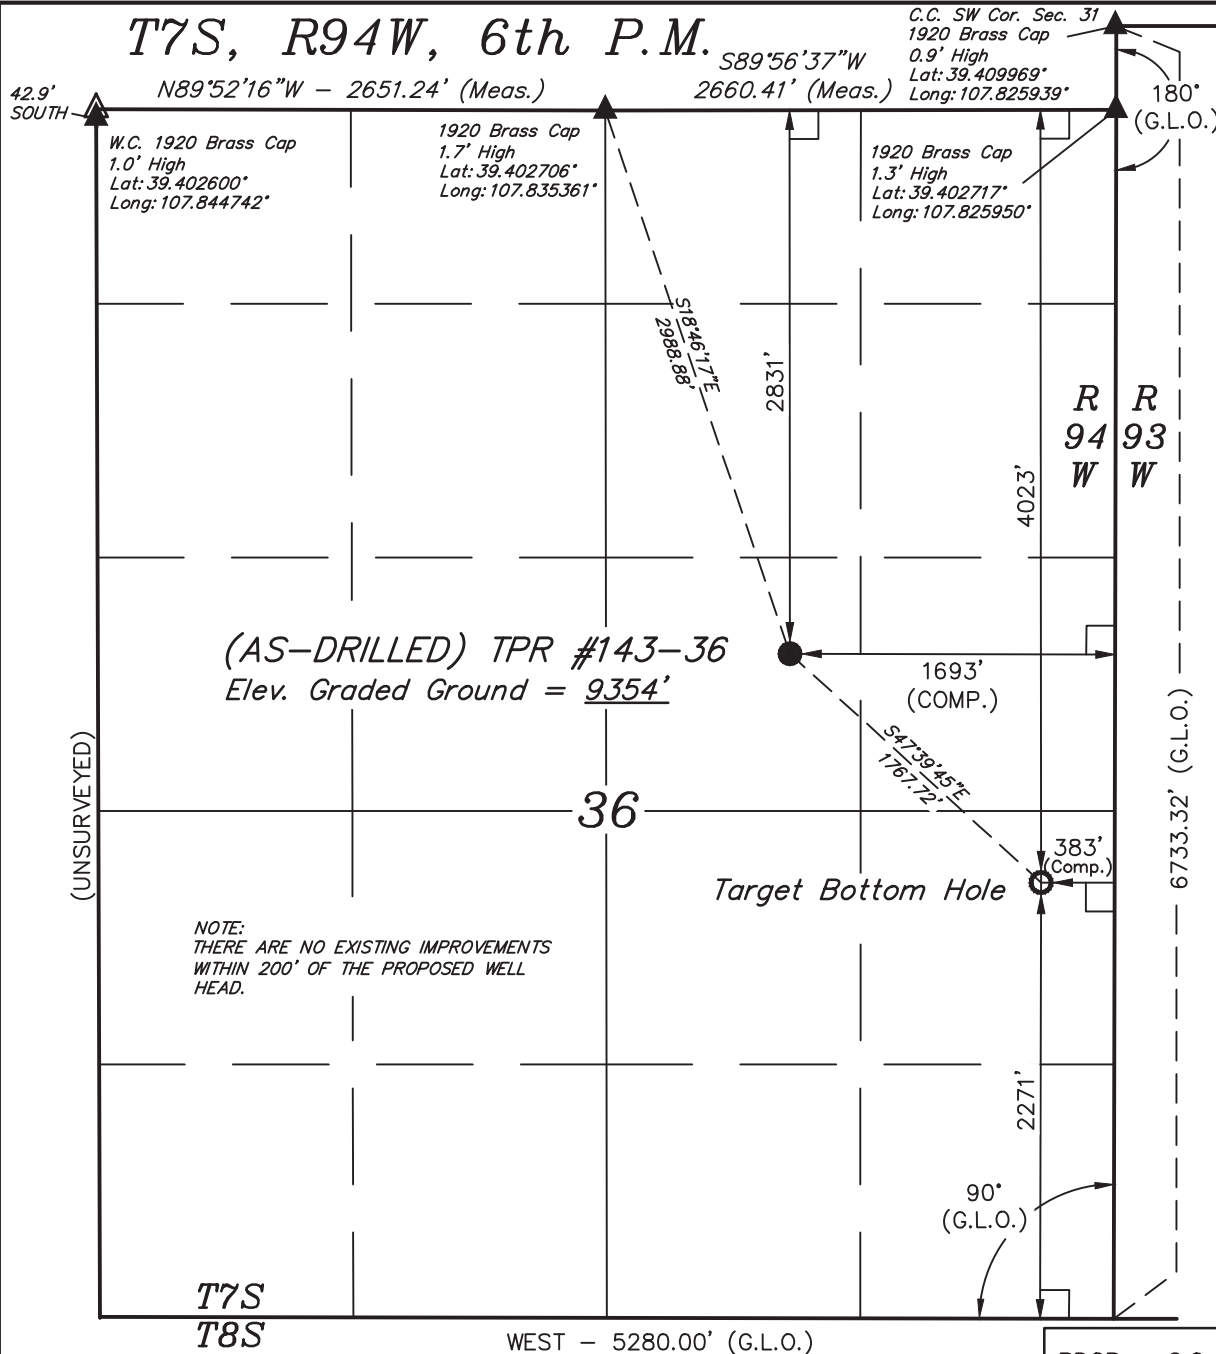 T7S, R94W, 6th P.M.
C.C. SW Cor. Sec. 31
1920 Brass Cap
0.9' High
Lat: 39.409969°
Long: 107.825939°
42.9'
SOUTH
N89°52'16"W – 2651.24' (Meas.)
S89°56'37"W
2660.41' (Meas.)
180°
(G.L.O.)
W.C. 1920 Brass Cap
1.0' High
Lat: 39.402600°
Long: 107.844742°
1920 Brass Cap
1.7' High
Lat: 39.402706°
Long: 107.835361°
1920 Brass Cap
1.3' High
Lat: 39.402717°
Long: 107.825950°
S18°46'17"E
2988.88'
2831'
4023'
R R
94 93
W W
(AS–DRILLED) TPR #143–36
Elev. Graded Ground = 9354'
1693'
(COMP.)
S47°39'45"E
1767.72'
6733.32' (G.L.O.)
(UNSURVEYED)
36
383'
(Comp.)
Target Bottom Hole
NOTE:
THERE ARE NO EXISTING IMPROVEMENTS
WITHIN 200' OF THE PROPOSED WELL
HEAD.
2271'
90°
(G.L.O.)
T7S
T8S
WEST – 5280.00' (G.L.O.)